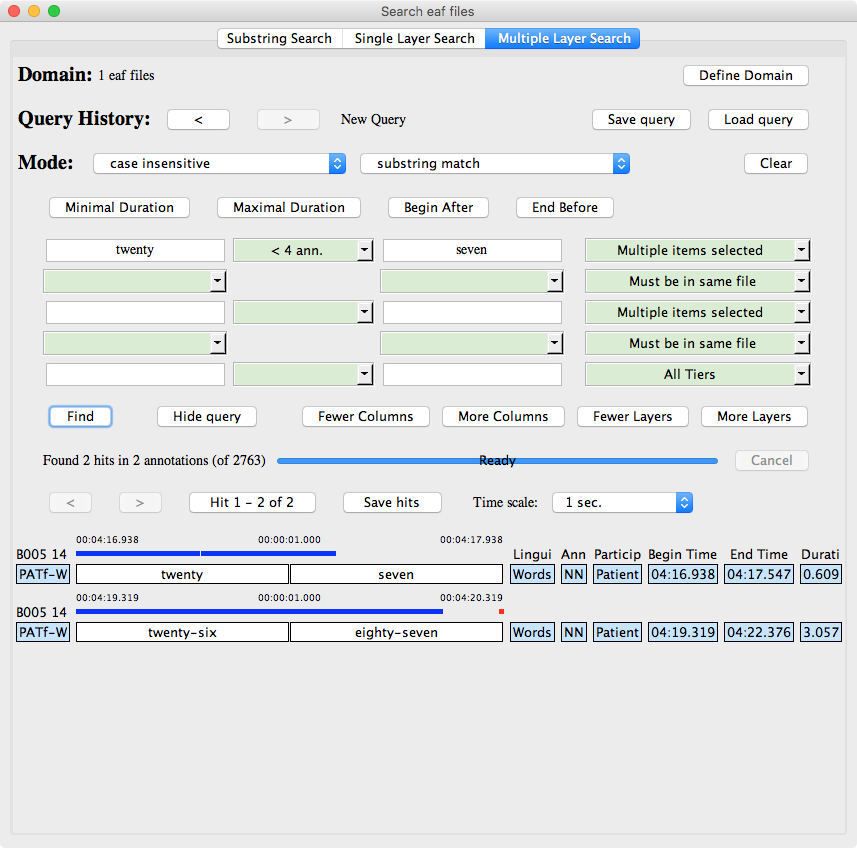 Search eaf files
Substring Search Single Layer Search Multiple Layer Search
Domain: 1 eaf files Define Domain
Query History: < > New Query Save query Load query
Mode: case insensitive substring match Clear
Minimal Duration Maximal Duration Begin After End Before
twenty < 4 ann. seven Multiple items selected
Must be in same file
Multiple items selected
Must be in same file
All Tiers
Find Hide query Fewer Columns More Columns Fewer Layers More Layers
Found 2 hits in 2 annotations (of 2763) Ready Cancel
< > Hit 1 - 2 of 2 Save hits Time scale: 1 sec.
00:04:16.938 00:00:01.000 00:04:17.938
B005 14 Lingui Ann Particip Begin Time End Time Durati
PATf-W twenty seven Words NN Patient 04:16.938 04:17.547 0.609
00:04:19.319 00:00:01.000 00:04:20.319
B005 14
PATf-W twenty-six eighty-seven Words NN Patient 04:19.319 04:22.376 3.057